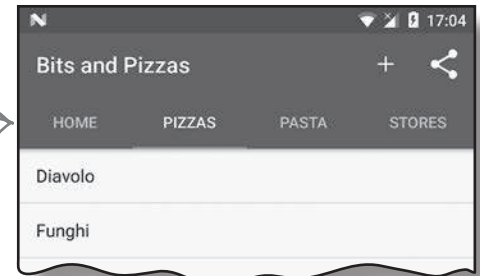 17:04
Bits and Pizzas +
HOME PIZZAS PASTA STORES
Diavolo
Funghi